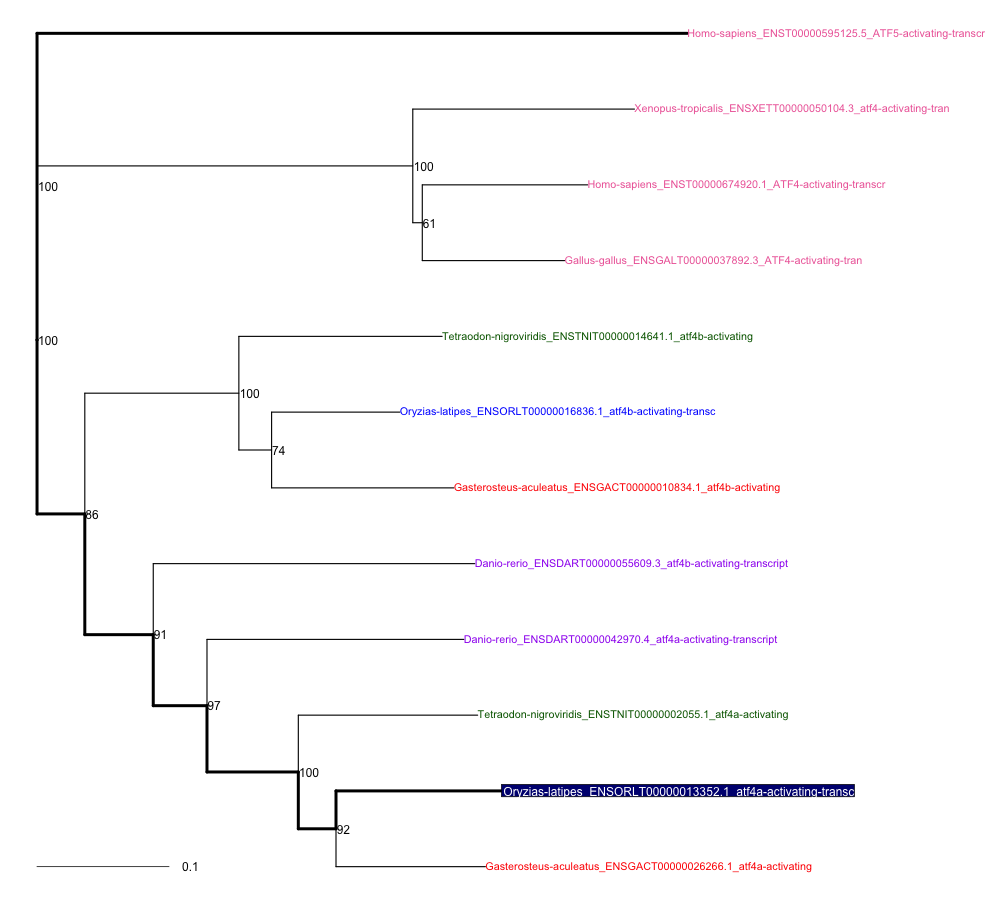 Homo-sapiens_ENST00000595125.5_ATF5-activating-transcr
Xenopus-tropicalis_ENSXETT00000050104.3_atf4-activating-tran
100
Homo-sapiens_ENST00000674920.1_ATF4-activating-transcr
100
61
Gallus-gallus_ENSGALT00000037892.3_ATF4-activating-tran
Tetraodon-nigroviridis_ENSTNIT00000014641.1_atf4b-activating
100
100
Oryzias-latipes_ENSORLT00000016836.1_atf4b-activating-transc
74
Gasterosteus-aculeatus_ENSGACT00000010834.1_atf4b-activating
86
Danio-rerio_ENSDART00000055609.3_atf4b-activating-transcript
91
Danio-rerio_ENSDART00000042970.4_atf4a-activating-transcript
97
Tetraodon-nigroviridis_ENSTNIT00000002055.1_atf4a-activating
100
Oryzias-latipes_ENSORLT00000013352.1_atf4a-activating-transc
92
Gasterosteus-aculeatus_ENSGACT00000026266.1_atf4a-activating
0.1